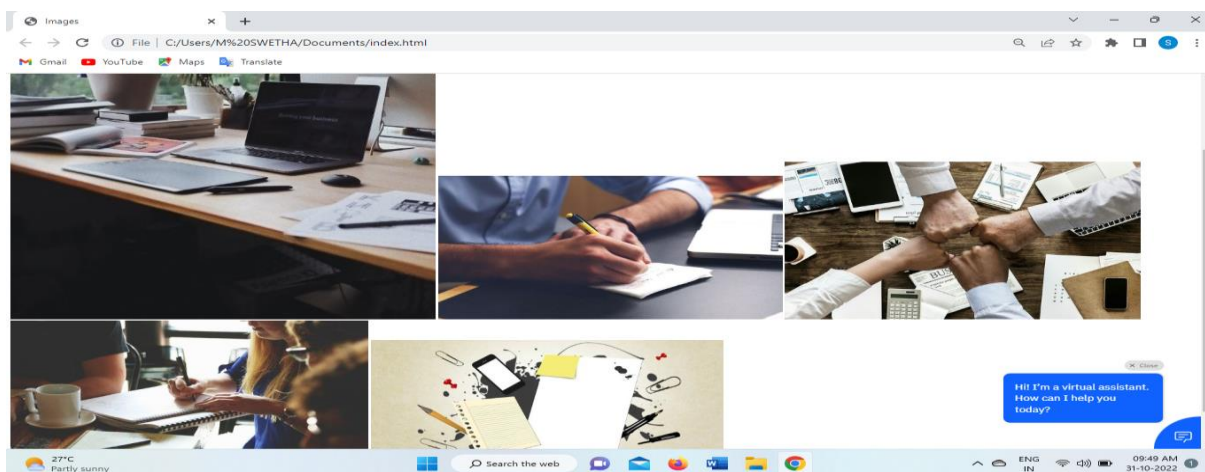 Images
File | C:/Users/M%20SWETHA/Documents/index.html
S
Gmail YouTube Maps Translate
× Close
Hi! I'm a virtual assistant.
How can I help you
today?
27°C
Partly sunny
Search the web
ENG
IN
09:49 AM
31-10-2022
1